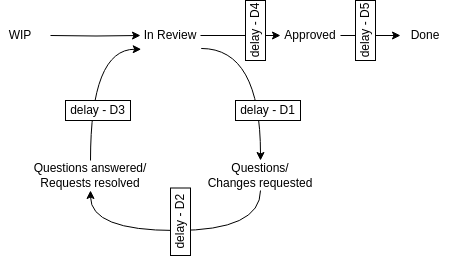 WIP
In Review
delay - D4
Approved
delay - D5
Done
delay - D3
delay - D1
Questions answered/
Requests resolved
Questions/
Changes requested
delay - D2